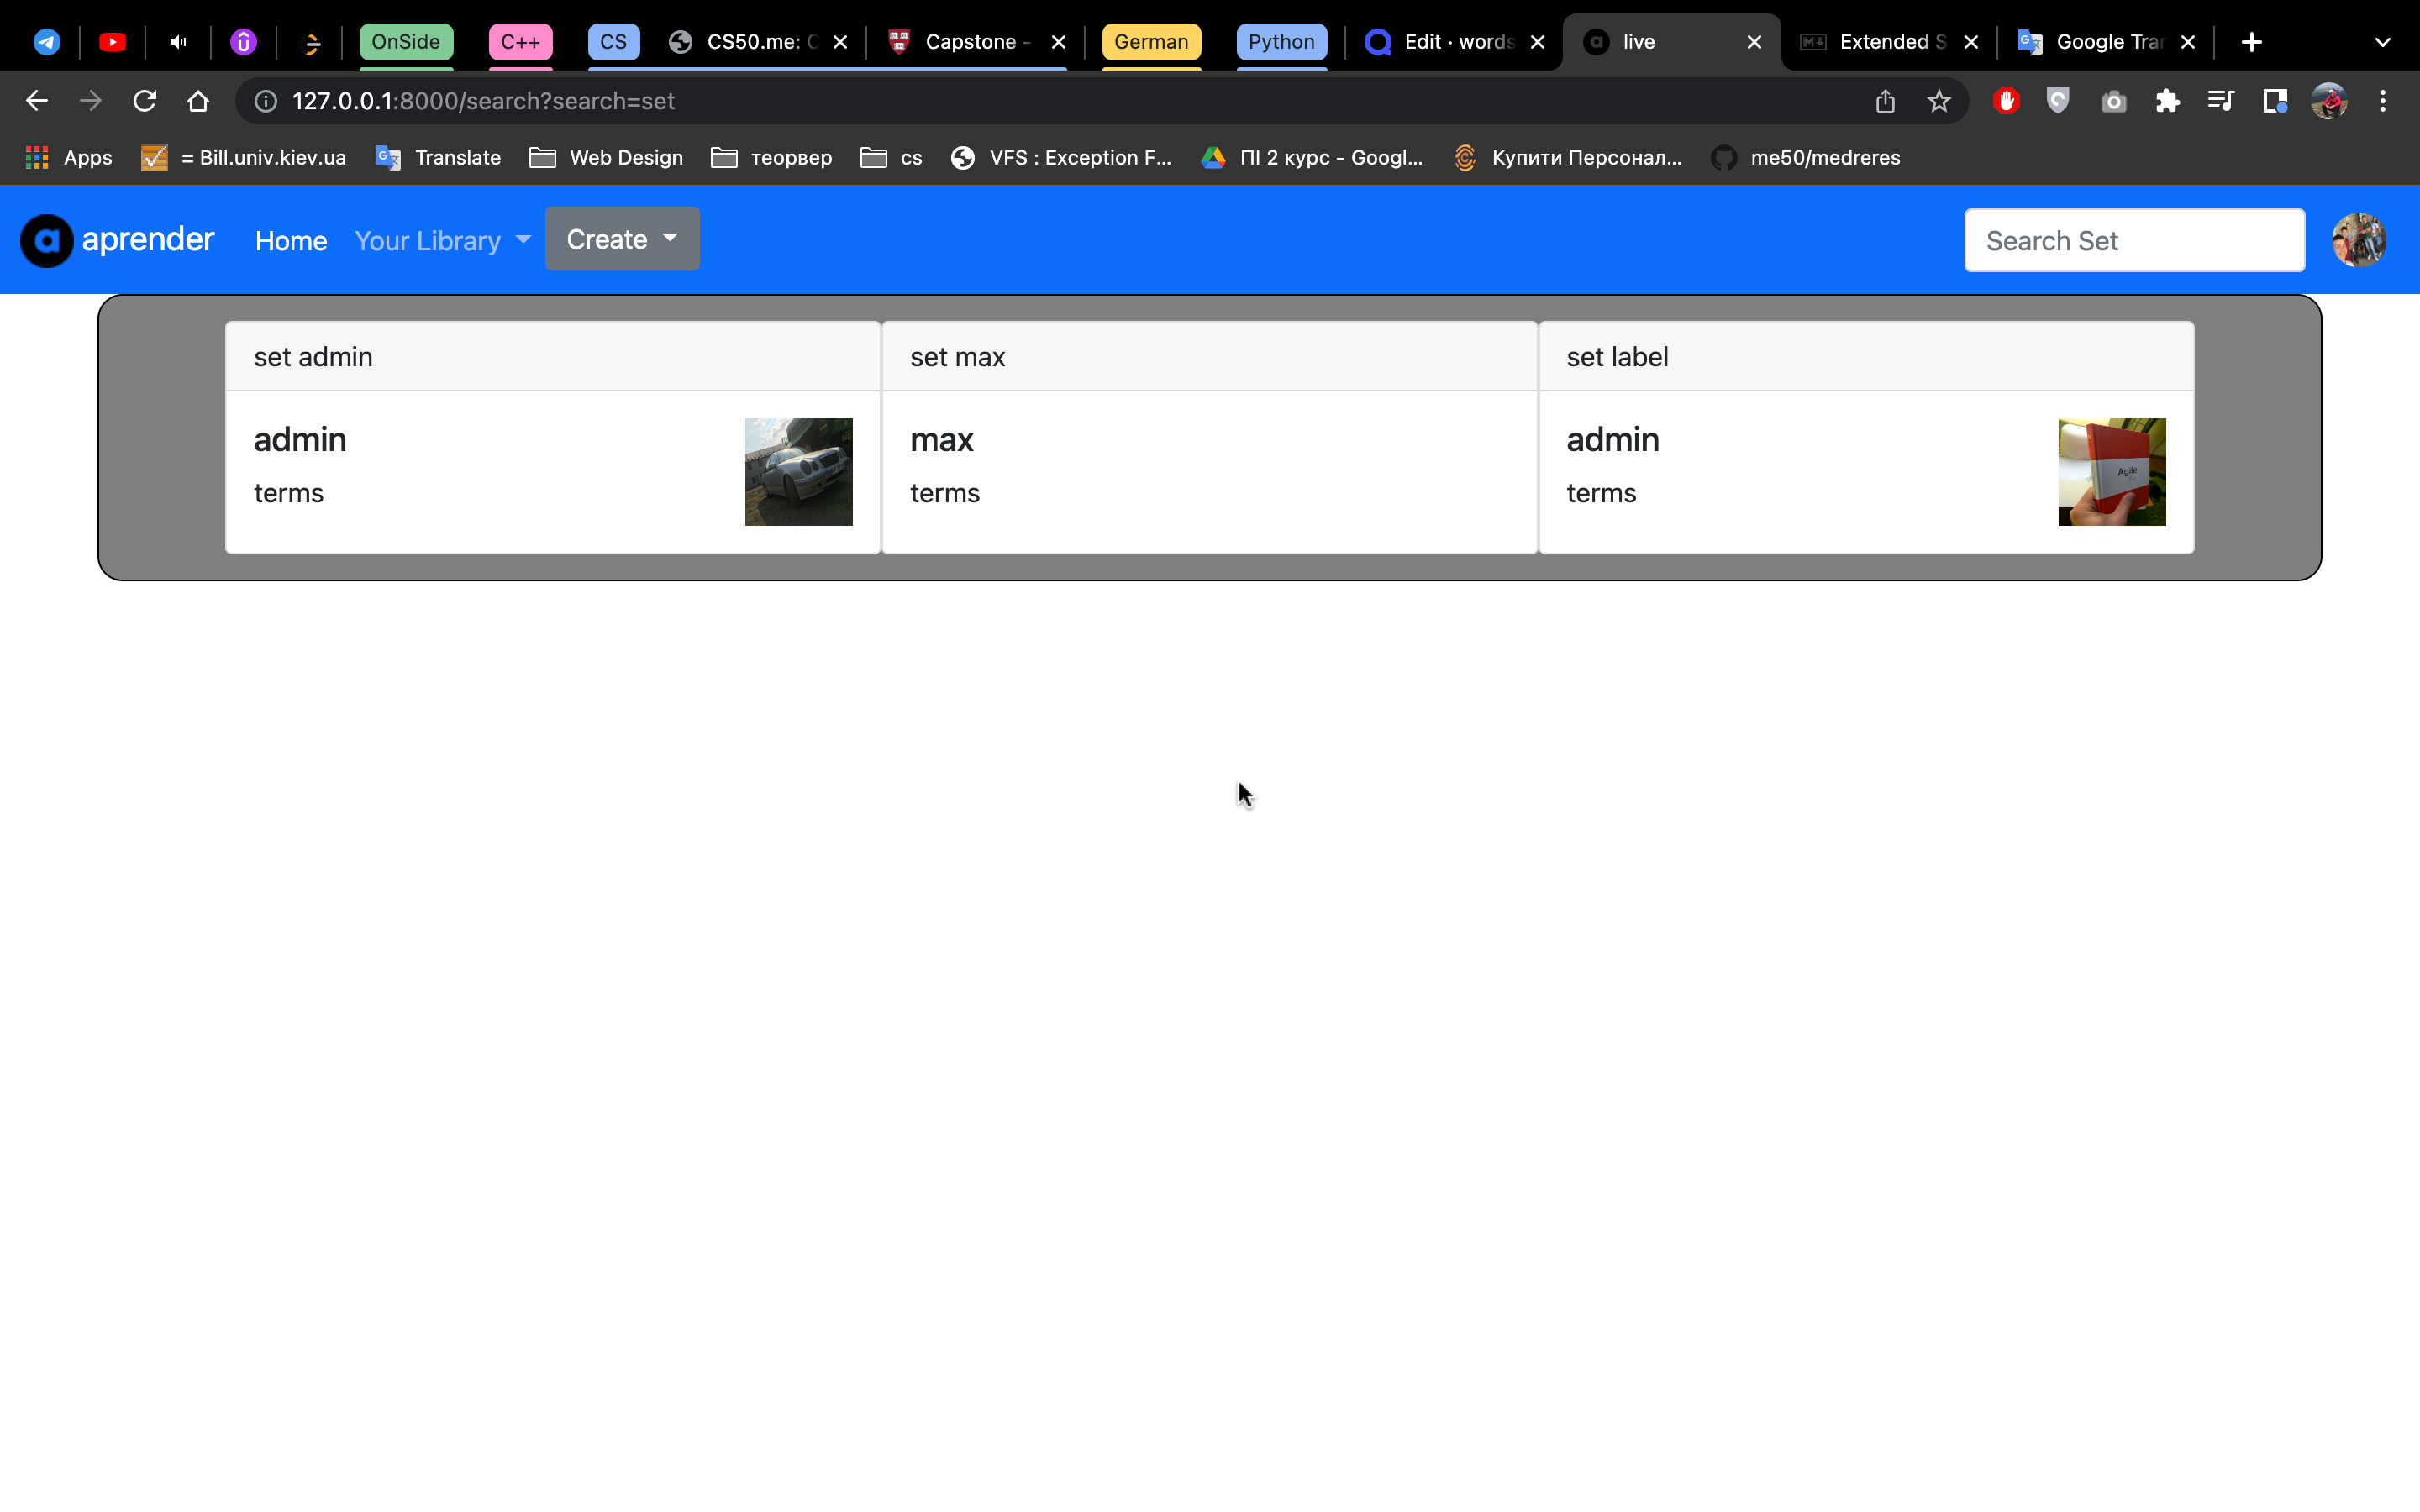 OnSide C++ CS CS50.me: Capstone - German Python Edit · words live Extended S Google Tra
127.0.0.1:8000/search?search=set
Apps = Bill.univ.kiev.ua Translate Web Design теорвер cs VFS : Exception F... ПІ 2 курс - Googl... Купити Персонал... me50/medreres
a aprender Home Your Library Create Search Set
set admin set max set label
admin max admin
terms terms terms
Agile